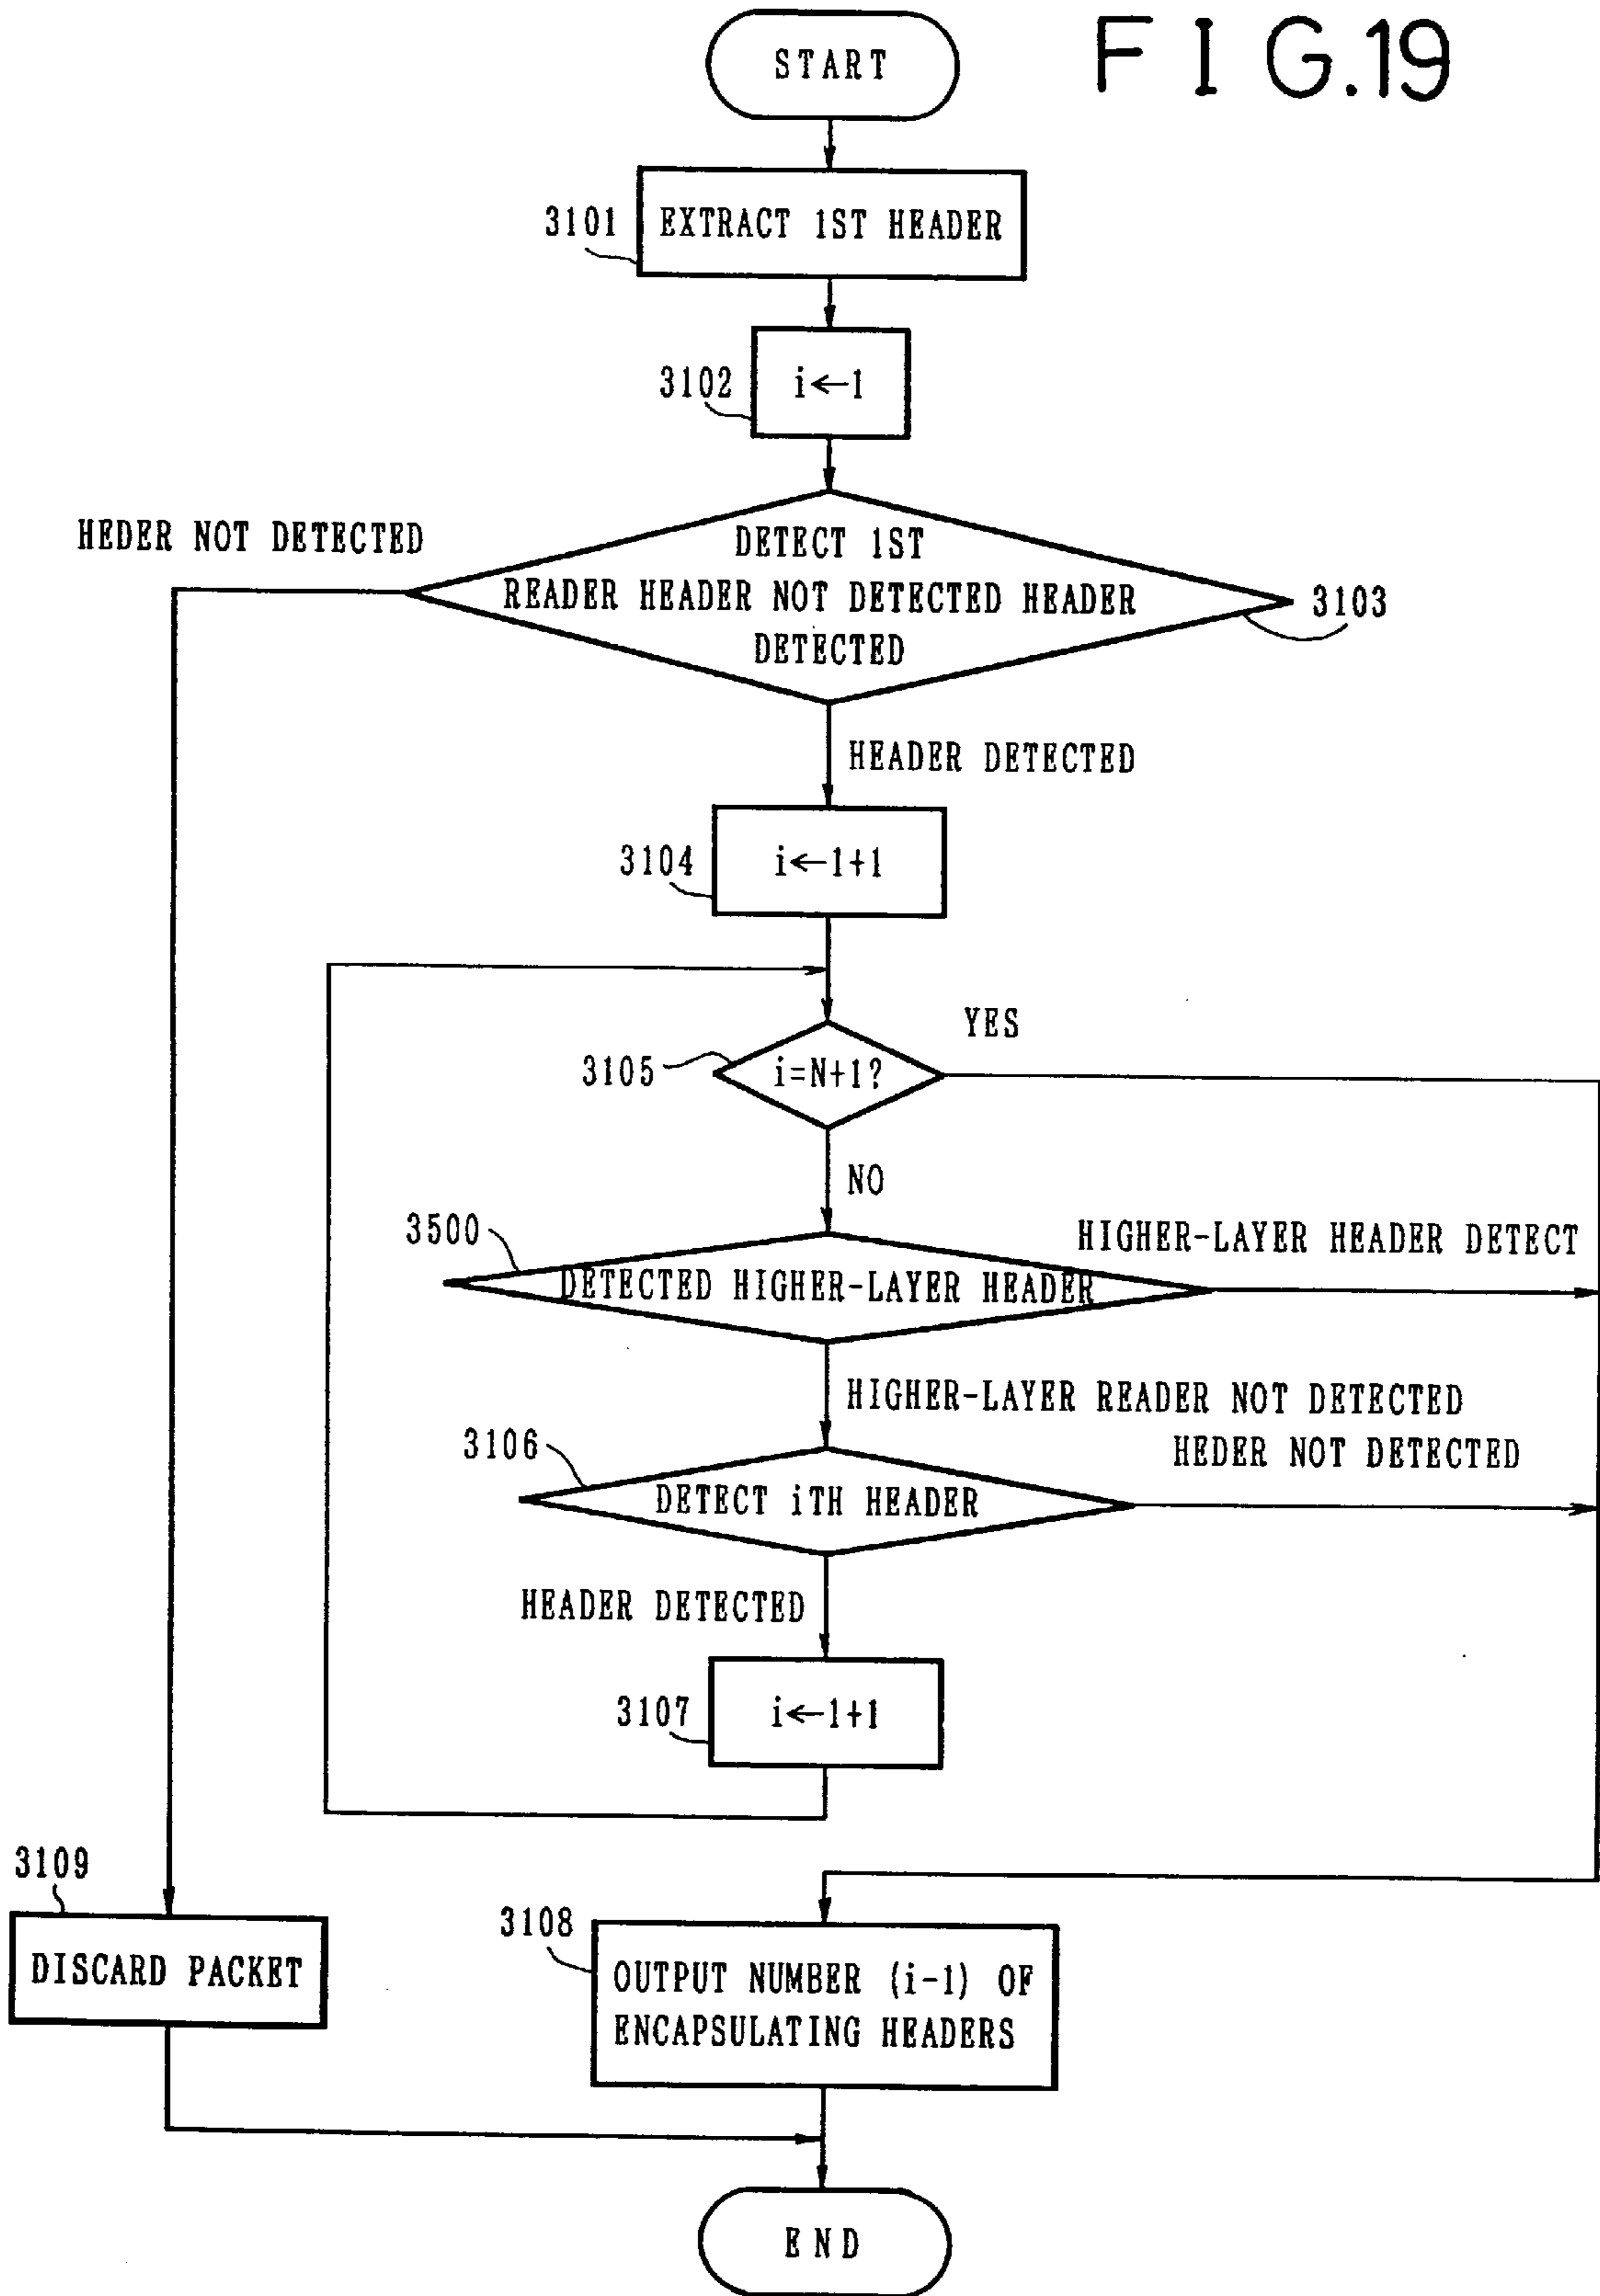 FIG.19
START
3101
EXTRACT 1ST HEADER
3102
i←1
HEDER NOT DETECTED
DETECT 1ST
READER HEADER NOT DETECTED HEADER
DETECTED
3103
HEADER DETECTED
3104
i←1+1
YES
3105
i=N+1?
NO
3500
HIGHER-LAYER HEADER DETECT
DETECTED HIGHER-LAYER HEADER
HIGHER-LAYER READER NOT DETECTED
3106
HEDER NOT DETECTED
DETECT iTH HEADER
HEADER DETECTED
3107
i←1+1
3109
DISCARD PACKET
3108
OUTPUT NUMBER (i-1) OF
ENCAPSULATING HEADERS
END